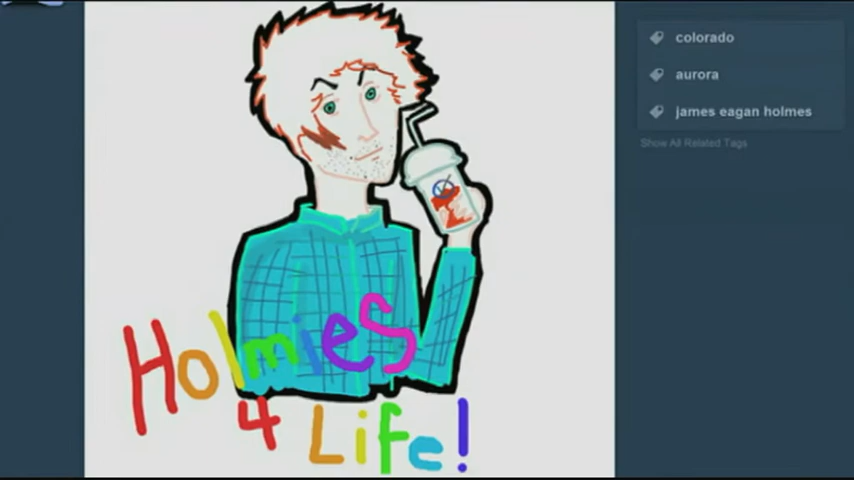 Holmies
4 Life!
colorado
aurora
james eagan holmes
Show All Related Tags